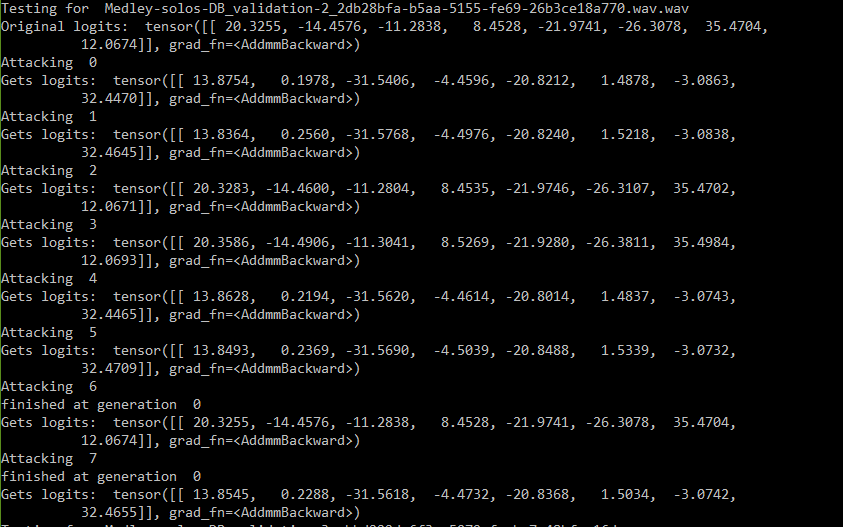 Testing for  Medley-solos-DB_validation-2_2db28bfa-b5aa-5155-fe69-26b3ce18a770.wav.wav
Original logits:  tensor([[ 20.3255, -14.4576, -11.2838,   8.4528, -21.9741, -26.3078,  35.4704,
          12.0674]], grad_fn=<AddmmBackward>)
Attacking  0
Gets logits:  tensor([[ 13.8754,   0.1978, -31.5406,  -4.4596, -20.8212,   1.4878,  -3.0863,
          32.4470]], grad_fn=<AddmmBackward>)
Attacking  1
Gets logits:  tensor([[ 13.8364,   0.2560, -31.5768,  -4.4976, -20.8240,   1.5218,  -3.0838,
          32.4645]], grad_fn=<AddmmBackward>)
Attacking  2
Gets logits:  tensor([[ 20.3283, -14.4600, -11.2804,   8.4535, -21.9746, -26.3107,  35.4702,
          12.0671]], grad_fn=<AddmmBackward>)
Attacking  3
Gets logits:  tensor([[ 20.3586, -14.4906, -11.3041,   8.5269, -21.9280, -26.3811,  35.4984,
          12.0693]], grad_fn=<AddmmBackward>)
Attacking  4
Gets logits:  tensor([[ 13.8628,   0.2194, -31.5620,  -4.4614, -20.8014,   1.4837,  -3.0743,
          32.4465]], grad_fn=<AddmmBackward>)
Attacking  5
Gets logits:  tensor([[ 13.8493,   0.2369, -31.5690,  -4.5039, -20.8488,   1.5339,  -3.0732,
          32.4709]], grad_fn=<AddmmBackward>)
Attacking  6
finished at generation  0
Gets logits:  tensor([[ 20.3255, -14.4576, -11.2838,   8.4528, -21.9741, -26.3078,  35.4704,
          12.0674]], grad_fn=<AddmmBackward>)
Attacking  7
finished at generation  0
Gets logits:  tensor([[ 13.8545,   0.2288, -31.5618,  -4.4732, -20.8368,   1.5034,  -3.0742,
          32.4655]], grad_fn=<AddmmBackward>)